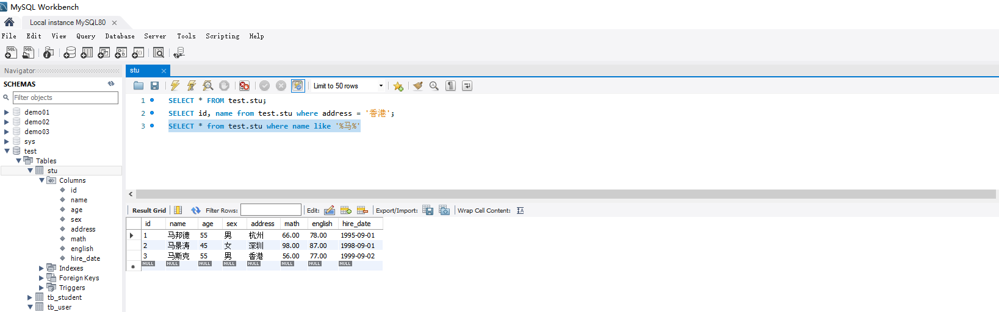 MySQL Workbench
Local instance MySQL80
File Edit View Query Database Server Tools Scripting Help
Navigator
SCHEMAS
Filter objects
demo01
demo02
demo03
sys
test
Tables
stu
Columns
id
name
age
sex
address
math
english
hire_date
Indexes
Foreign Keys
Triggers
tb_student
tb_user
stu
Limit to 50 rows
1 SELECT * FROM test.stu;
2 SELECT id, name from test.stu where address = '香港';
3 SELECT * from test.stu where name like '%马%'
Result Grid Filter Rows: Edit: Export/Import: Wrap Cell Content:
id name age sex address math english hire_date
1 马邦德 55 男 杭州 66.00 78.00 1995-09-01
2 马景涛 45 女 深圳 98.00 87.00 1998-09-01
3 马斯克 55 男 香港 56.00 77.00 1999-09-02
NULL NULL NULL NULL NULL NULL NULL NULL